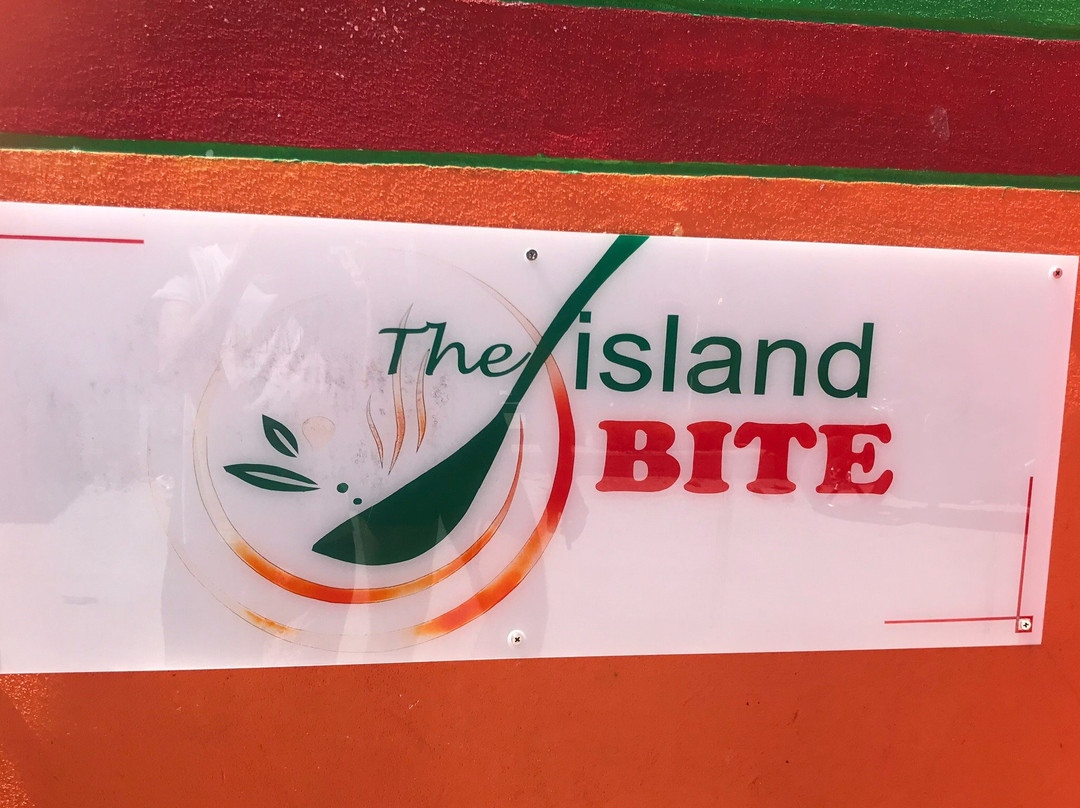 The island
BITE